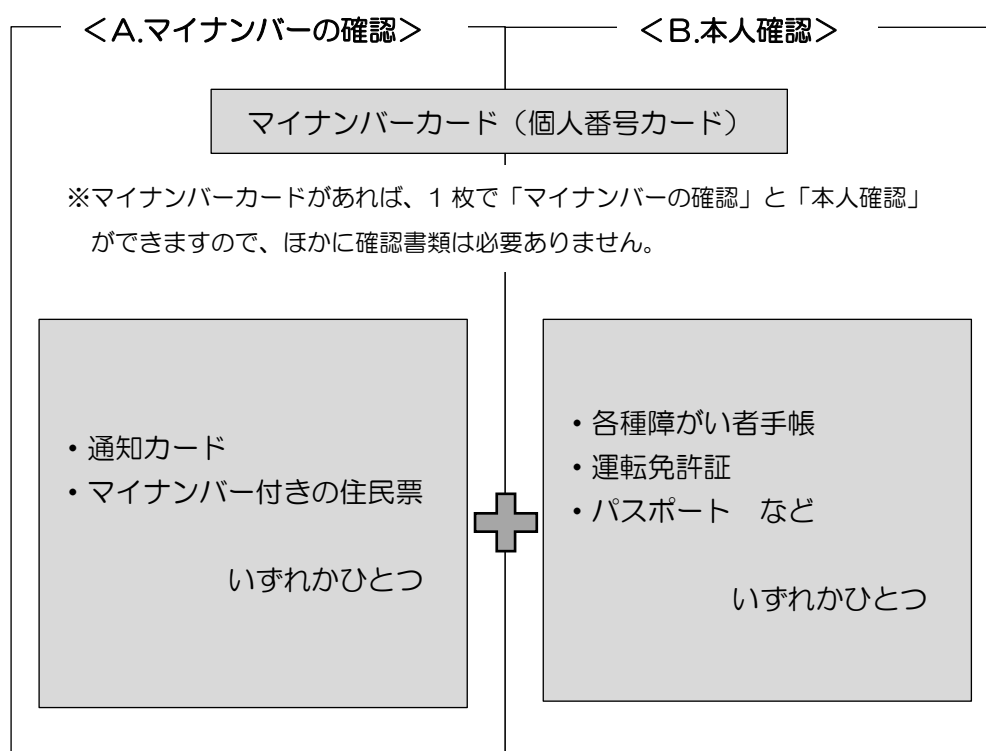 ＜A.マイナンバーの確認＞
＜B.本人確認＞
マイナンバーカード（個人番号カード）
※マイナンバーカードがあれば、1 枚で「マイナンバーの確認」と「本人確認」
ができますので、ほかに確認書類は必要ありません。
・通知カード
・マイナンバー付きの住民票
いずれかひとつ
・各種障がい者手帳
・運転免許証
・パスポート　など
いずれかひとつ